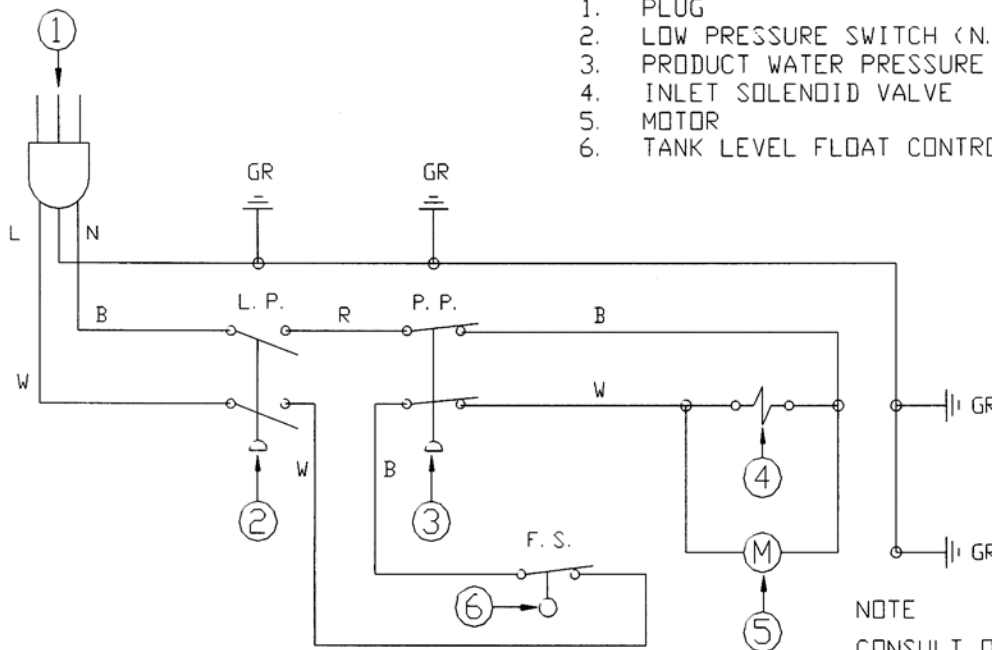 1. PLUG
2. LOW PRESSURE SWITCH (N.
3. PRODUCT WATER PRESSURE
4. INLET SOLENOID VALVE
5. MOTOR
6. TANK LEVEL FLOAT CONTRO
1
GR GR
L N
L. P. P. P.
B R B
W W
GR
W B
4
2 3
F. S.
M GR
6
5
NOTE